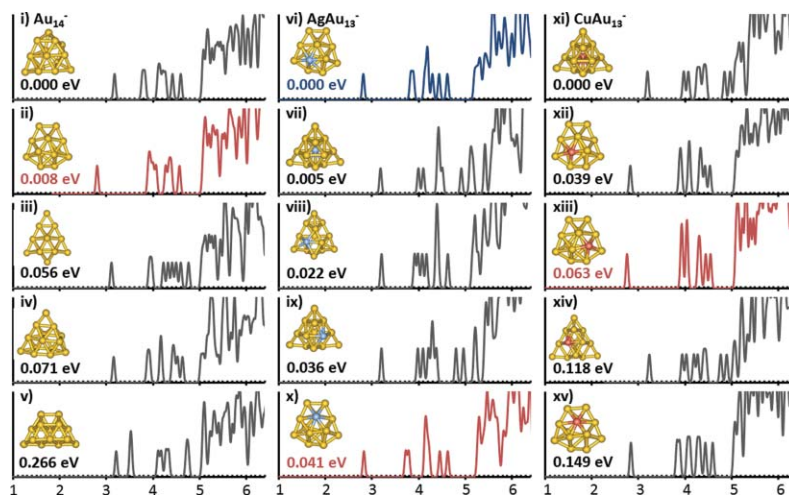 i) Au₁₄⁻
0.000 eV
ii)
0.008 eV
iii)
0.056 eV
iv)
0.071 eV
v)
0.266 eV
1 2 3 4 5 6
vi) AgAu₁₃⁻
0.000 eV
vii)
0.005 eV
viii)
0.022 eV
ix)
0.036 eV
x)
0.041 eV
1 2 3 4 5 6
xi) CuAu₁₃⁻
0.000 eV
xii)
0.039 eV
xiii)
0.063 eV
xiv)
0.118 eV
xv)
0.149 eV
1 2 3 4 5 6